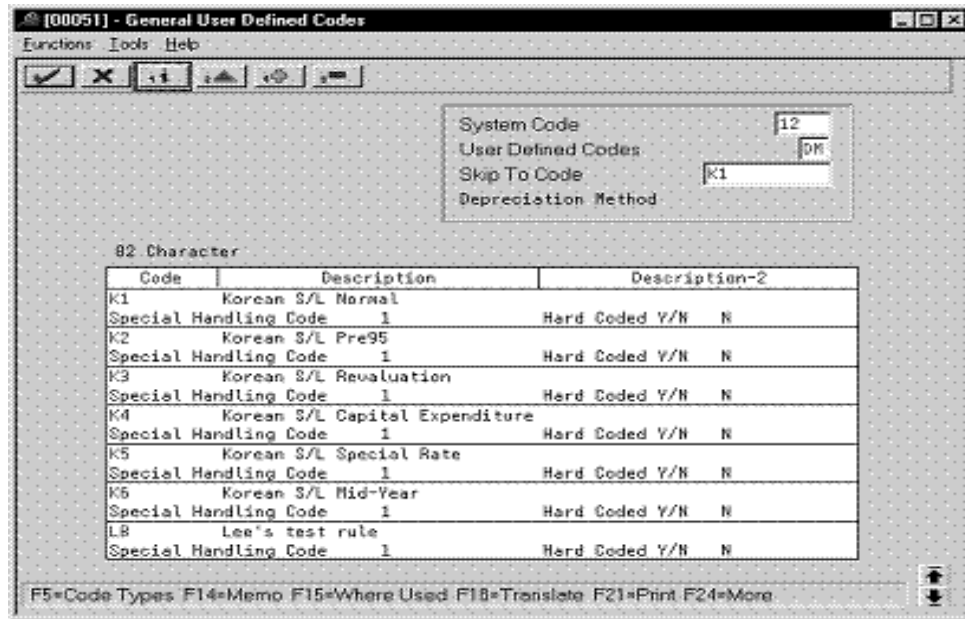 [00051] - General User Defined Codes
Functions Tools Help
System Code 12
User Defined Codes DM
Skip To Code K1
Depreciation Method
02 Character
Code Description Description-2
K1 Korean S/L Normal
Special Handling Code 1 Hard Coded Y/N N
K2 Korean S/L Pre95
Special Handling Code 1 Hard Coded Y/N N
K3 Korean S/L Revaluation
Special Handling Code 1 Hard Coded Y/N N
K4 Korean S/L Capital Expenditure
Special Handling Code 1 Hard Coded Y/N N
K5 Korean S/L Special Rate
Special Handling Code 1 Hard Coded Y/N N
K6 Korean S/L Mid-Year
Special Handling Code 1 Hard Coded Y/N N
LB Lee's test rule
Special Handling Code 1 Hard Coded Y/N N
F5=Code Types F14=Memo F15=Where Used F18=Translate F21=Print F24=More